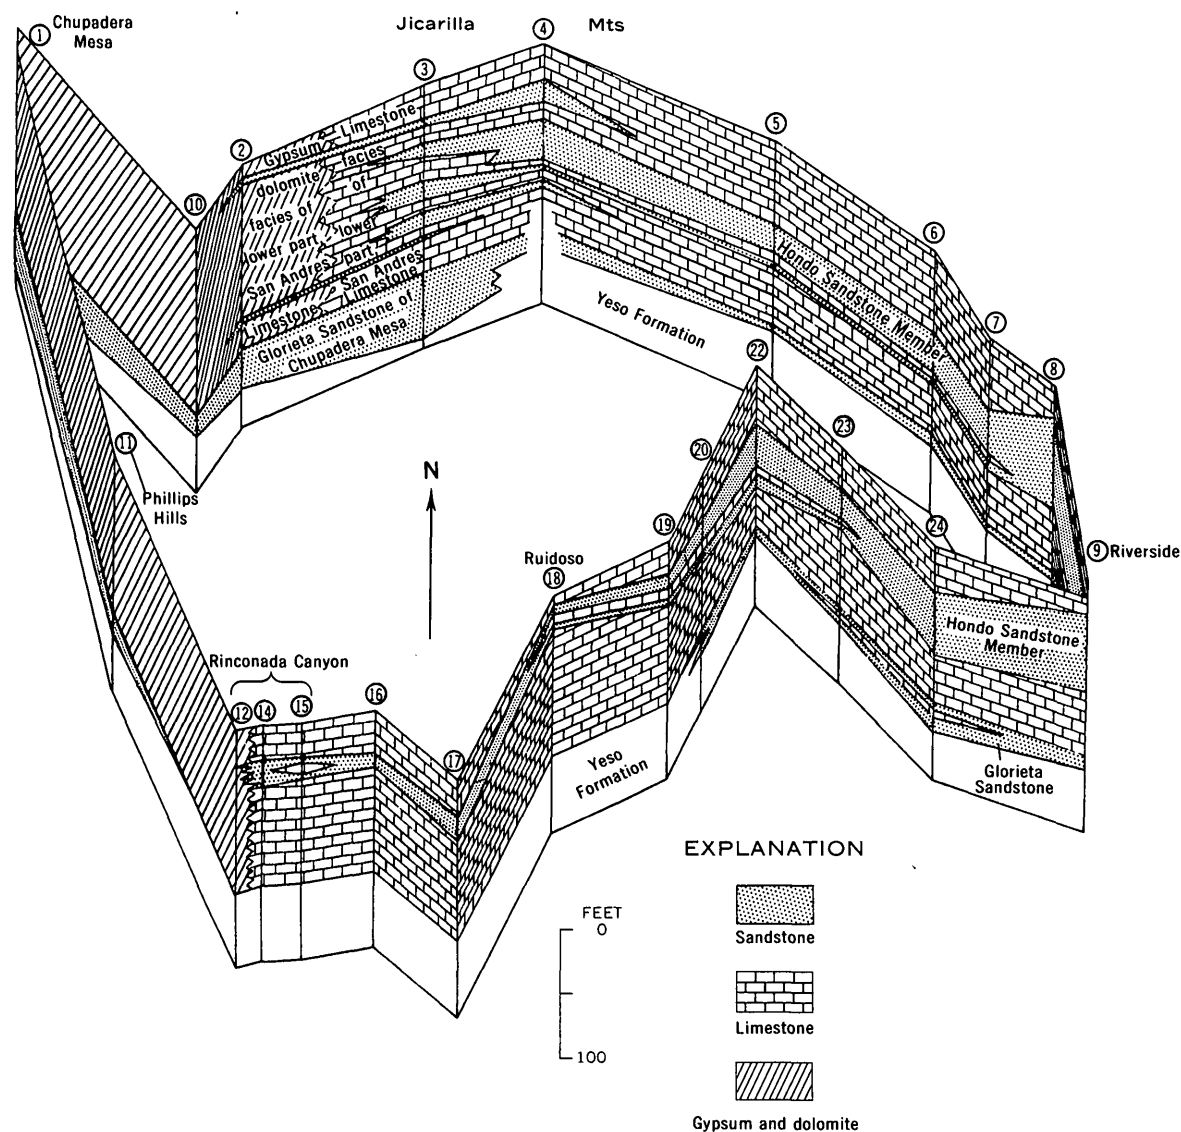 ① Chupadera
Mesa
Jicarilla ④ Mts
③
②
⑤
⑩
Gypsum Limestone
dolomite facies
facies of of
lower part lower
San Andres part
San Andres
Limestone Limestone
Glorieta Sandstone of
Chupadera Mesa
⑥
Hondo Sandstone Member
Yeso Formation
⑦
㉒
⑧
⑪
Phillips
Hills
N
⑳
㉓
⑲
㉔
⑨ Riverside
Ruidoso
⑱
Hondo Sandstone
Member
Rinconada Canyon
⑫ ⑭ ⑮ ⑯
⑰
Yeso
Formation
Glorieta
Sandstone
EXPLANATION
FEET
0
100
Sandstone
Limestone
Gypsum and dolomite